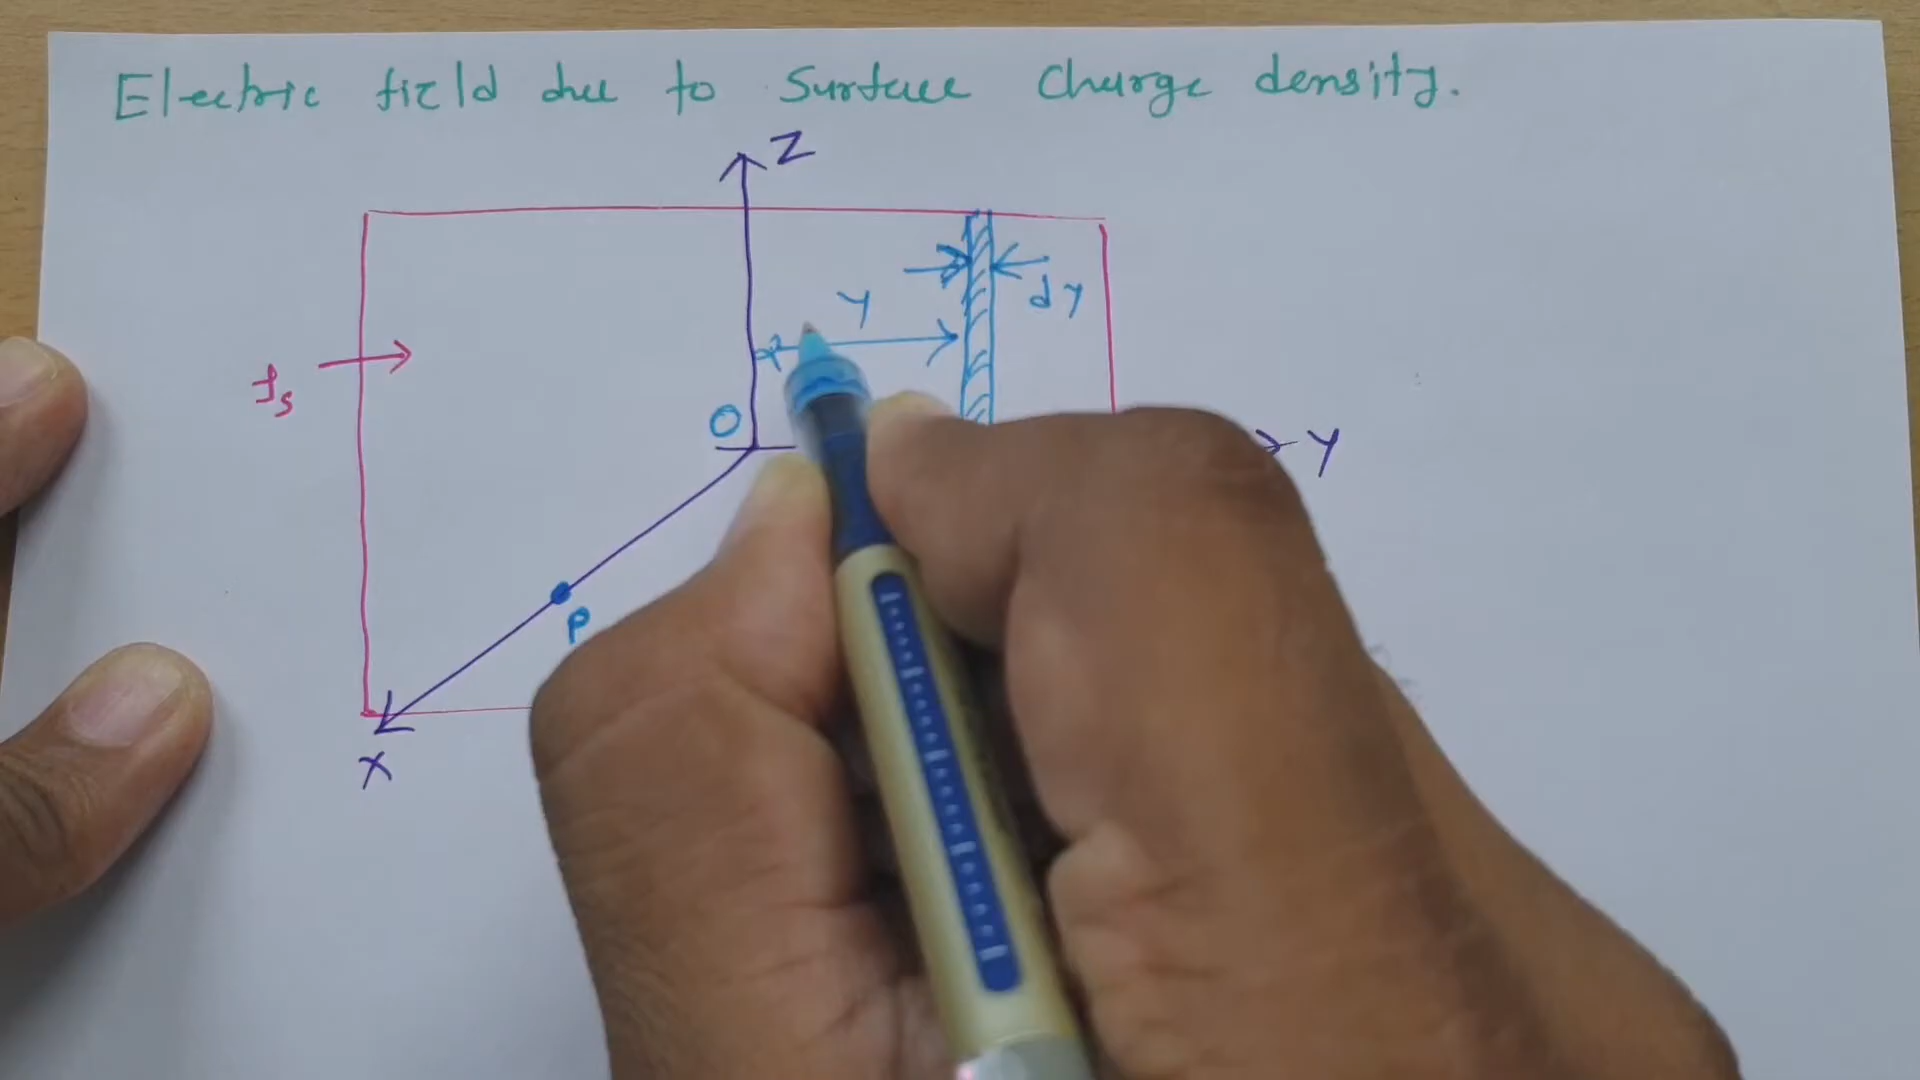 Electric field due to Surface Charge density.
Z
Y
dy
ρs
O
Y
P
X